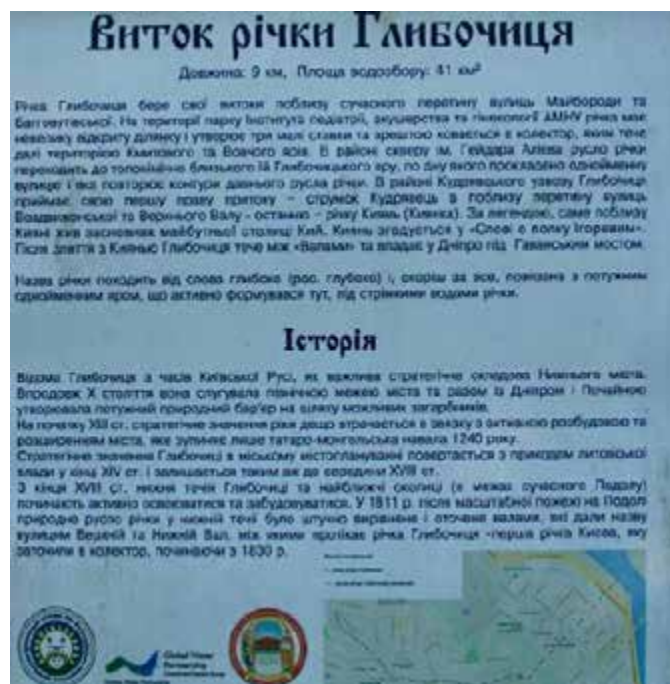 Виток річки Глибочиця
Довжина: 9 км, Площа водозбору: 41 км²
Річка Глибочиця бере свої витоки поблизу сучасного перетину вулиць Майбороди та
Багговутівської. На території парку Інституту педіатрії, акушерства та гінекології АМНУ річка має
невелику відкриту ділянку і утворює три малі ставки та врештою ховається в колектор, яким тече
далі територією Кмитового та Вовчого ярів. В районі скверу ім. Гейдара Алієва русло річки
переходить до топонімічно близького їй Глибочицького яру, по дну якого прокладено однойменну
вулицю і яка повторює контури давнього русла річки. В районі Кудрявського узвозу Глибочиця
приймає свою першу праву притоку – струмок Кудрявець а поблизу перетину вулиць
Воздвиженської та Верхнього Валу - останню – річку Киянь (Киянка). За легендою, саме поблизу
Кияні жив засновник майбутньої столиці Кий. Киянь згадується у «Слові о полку Ігоревім».
Після злиття з Киянью Глибочиця тече між «Валами» та впадає у Дніпро під Гаванським мостом.
Назва річки походить від слова глибоко (рос. глубоко) і, скоріш за все, повязана з потужним
однойменним яром, що активно формувався тут, під стрімкими водами річки.
Історія
Відома Глибочиця з часів Київської Русі, як важлива стратегічна складова Нижнього міста.
Впродовж X століття вона слугувала північною межею міста та разом із Дніпром і Почайною
утворювала потужний природний бар'єр на шляху можливих загарбників.
На початку XIII ст. стратегічне значення ріки дещо втрачається в звязку з активною розбудовою та
розширенням міста, яке зупиняє лише татаро-монгольська навала 1240 року.
Стратегічне значення Глибочиці в міському містоплануванні повертається з приходом литовської
влади у кінці XIV ст. і залишається таким аж до середини XVIII ст.
З кінця XVIII ст. нижня течія Глибочиці та найближчі околиці (в межах сучасного Подолу)
починають активно освоюватися та забудовуватися. У 1811 р. після масштабної пожежі на Подолі
природнє русло річки у нижній течії було штучно виравнене і оточене валами, які дали назву
вулицям Верхній та Нижній Вал, між якими протікає річка Глибочиця -перша річка Києва, яку
заточили в колектор, починаючи з 1830 р.
Global Water
Partnership